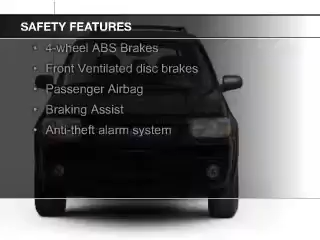 SAFETY FEATURES
• 4-wheel ABS Brakes
• Front Ventilated disc brakes
• Passenger Airbag
• Braking Assist
• Anti-theft alarm system